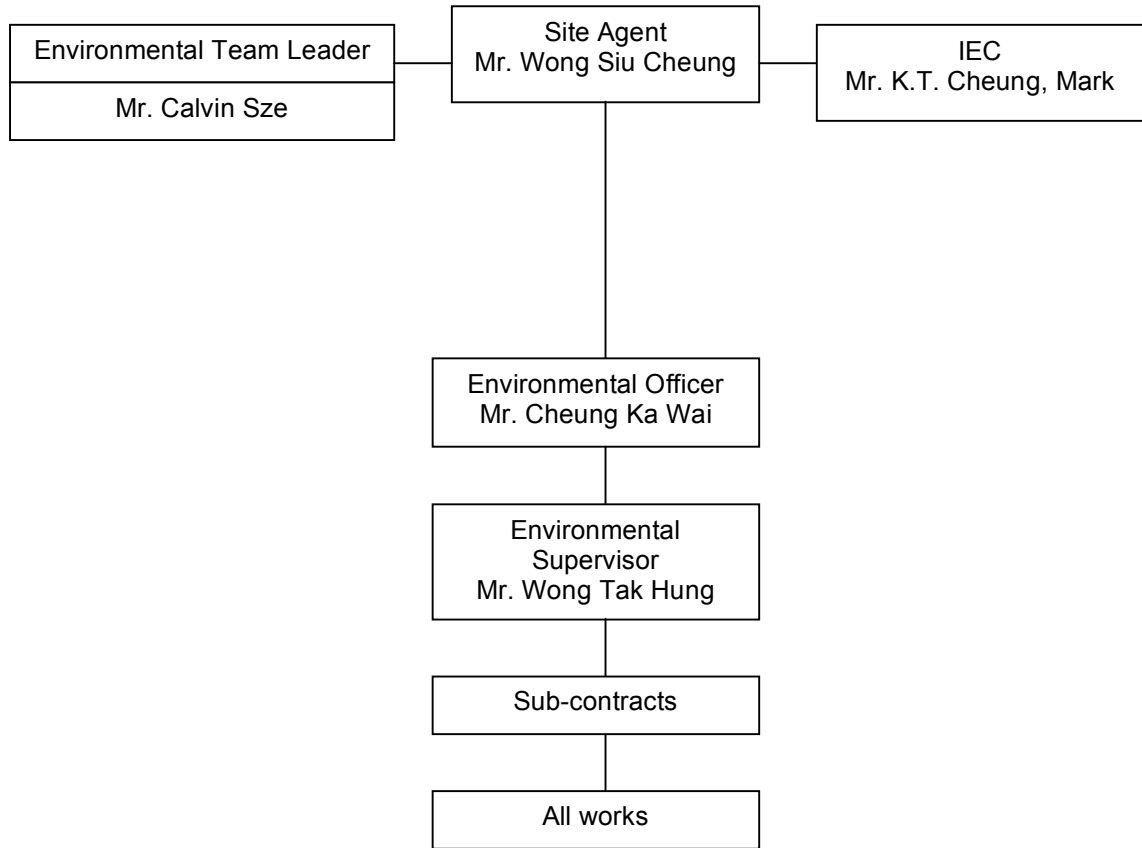 Environmental Team Leader
Mr. Calvin Sze
Site Agent
Mr. Wong Siu Cheung
IEC
Mr. K.T. Cheung, Mark
Environmental Officer
Mr. Cheung Ka Wai
Environmental
Supervisor
Mr. Wong Tak Hung
Sub-contracts
All works